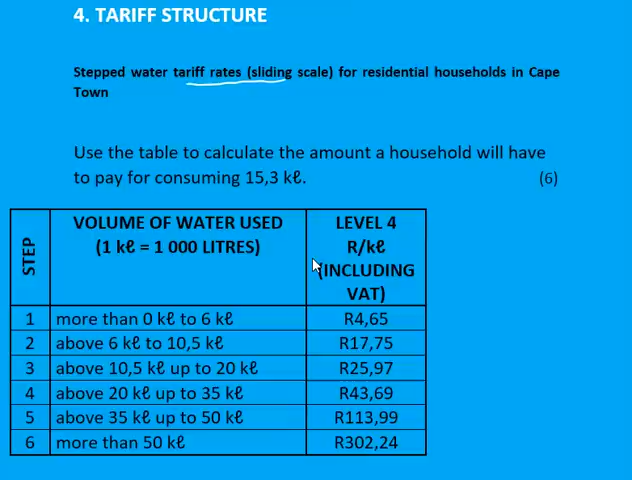 4. TARIFF STRUCTURE
Stepped water tariff rates (sliding scale) for residential households in Cape
Town
Use the table to calculate the amount a household will have
to pay for consuming 15,3 kℓ. (6)
STEP
VOLUME OF WATER USED
(1 kℓ = 1 000 LITRES)
LEVEL 4
R/kℓ
(INCLUDING
VAT)
1 more than 0 kℓ to 6 kℓ R4,65
2 above 6 kℓ to 10,5 kℓ R17,75
3 above 10,5 kℓ up to 20 kℓ R25,97
4 above 20 kℓ up to 35 kℓ R43,69
5 above 35 kℓ up to 50 kℓ R113,99
6 more than 50 kℓ R302,24